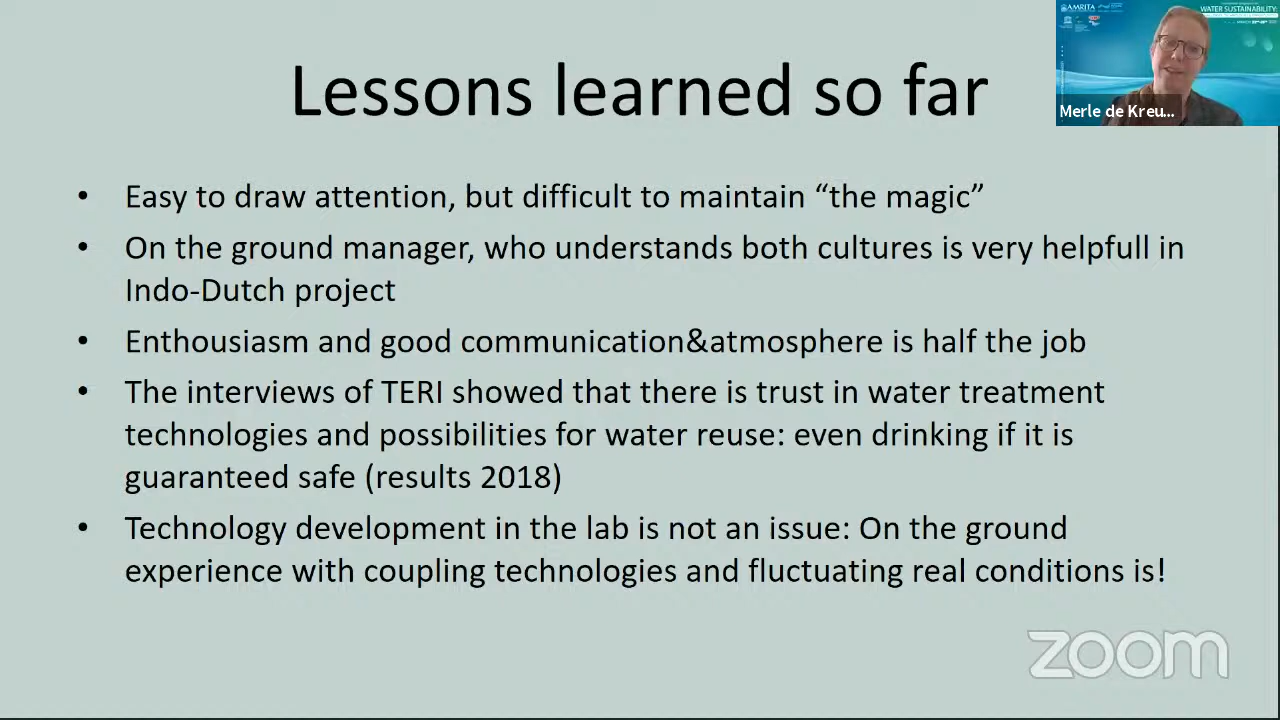 Lessons learned so far
AMRITA
WATER SUSTAINABILITY:
Merle de Kreu...
• Easy to draw attention, but difficult to maintain “the magic”
• On the ground manager, who understands both cultures is very helpfull in
Indo-Dutch project
• Enthousiasm and good communication&atmosphere is half the job
• The interviews of TERI showed that there is trust in water treatment
technologies and possibilities for water reuse: even drinking if it is
guaranteed safe (results 2018)
• Technology development in the lab is not an issue: On the ground
experience with coupling technologies and fluctuating real conditions is!
zoom